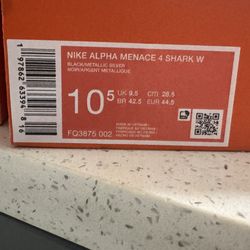 NIKE ALPHA MENACE 4 SHARK W
BLACK/METALLIC SILVER
NOIR/ARGENT METALLIQUE
10 5
UK 9.5 CM 28.5
BR 42.5 EUR 44.5
FQ3875 002